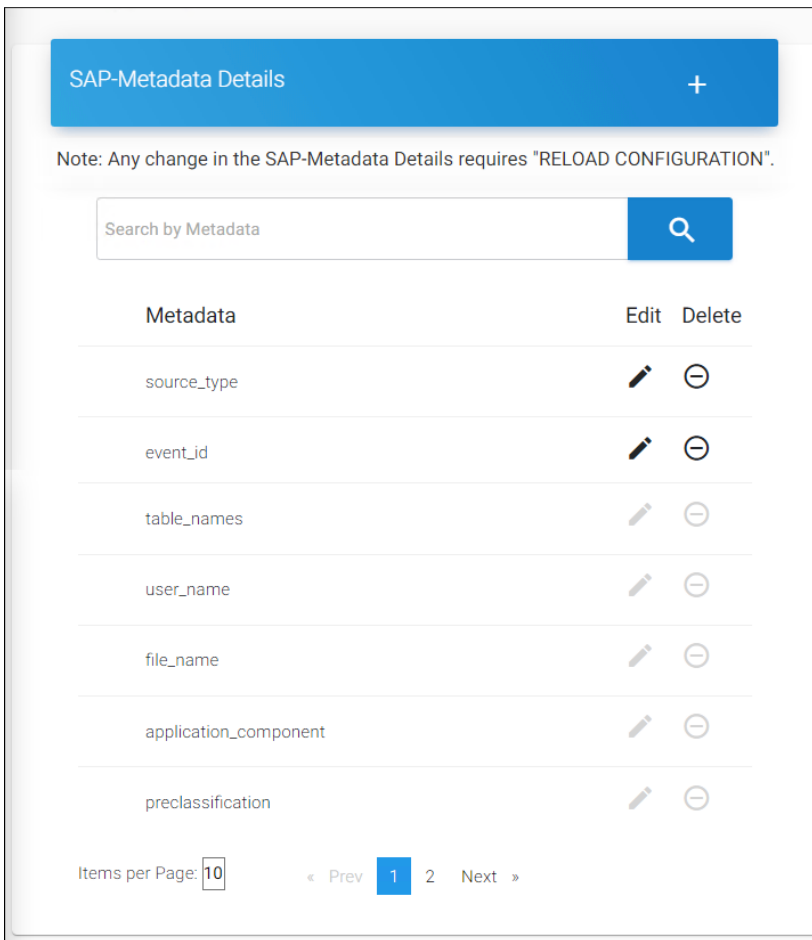 SAP-Metadata Details +
Note: Any change in the SAP-Metadata Details requires "RELOAD CONFIGURATION".
Search by Metadata
Metadata Edit Delete
source_type
event_id
table_names
user_name
file_name
application_component
preclassification
Items per Page: 10 « Prev 1 2 Next »